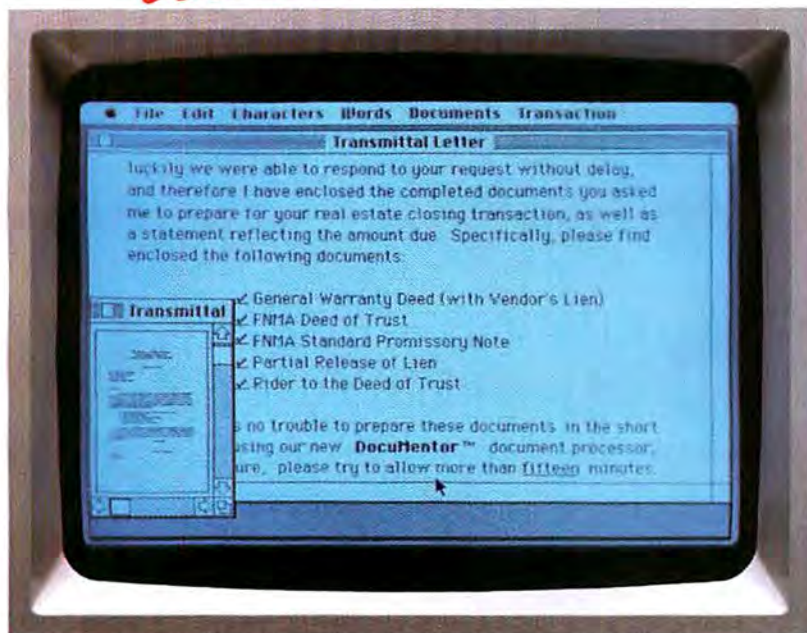 File Edit Characters Words Documents Transaction
Transmittal Letter
luckily we were able to respond to your request without delay,
and therefore I have enclosed the completed documents you asked
me to prepare for your real estate closing transaction, as well as
a statement reflecting the amount due. Specifically, please find
enclosed the following documents:
Transmittal
✓ General Warranty Deed (with Vendor's Lien)
✓ FNMA Deed of Trust
✓ FNMA Standard Promissory Note
✓ Partial Release of Lien
✓ Rider to the Deed of Trust
s no trouble to prepare these documents in the short
using our new DocuMentor™ document processor.
ure, please try to allow more than fifteen minutes.